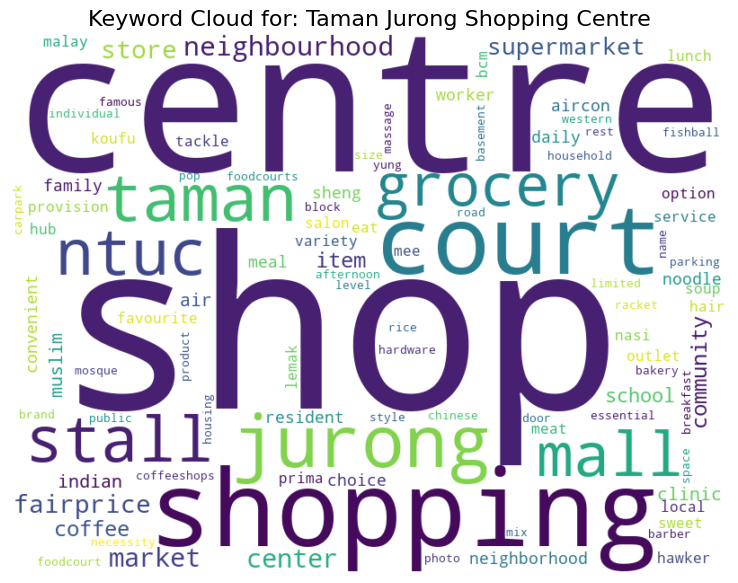 Keyword Cloud for: Taman Jurong Shopping Centre
malay store neighbourhood supermarket lunch
centre
individual famous koufu tackle massage bcm worker basement aircon western daily rest fishball household
family pop foodcourts size yung
taman sheng grocery option
carpark provision hub block salon eat road service name
ntuc variety item mee court parking
meal afternoon level noodle
convenient muslim air favourite limited soup
shop
product lemak rice racket hair
mosque hardware nasi outlet community
housing bakery breakfast
brand public resident style chinese door school essential
stall jurong meat mall space
indian coffeeshops prima choice clinic
fairprice shopping local
coffee sweet
necessity mix barber
foodcourt market center photo neighborhood hawker